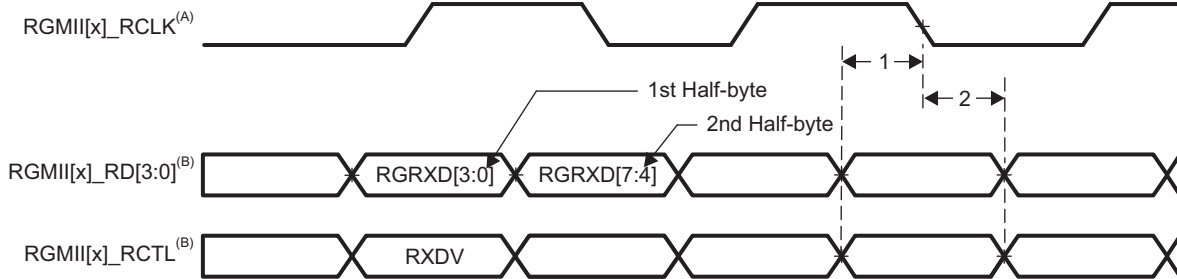 RGMII[x]_RCLK(A)
1
2
1st Half-byte
2nd Half-byte
RGMII[x]_RD[3:0](B)
RGRXD[3:0]
RGRXD[7:4]
RGMII[x]_RCTL(B)
RXDV